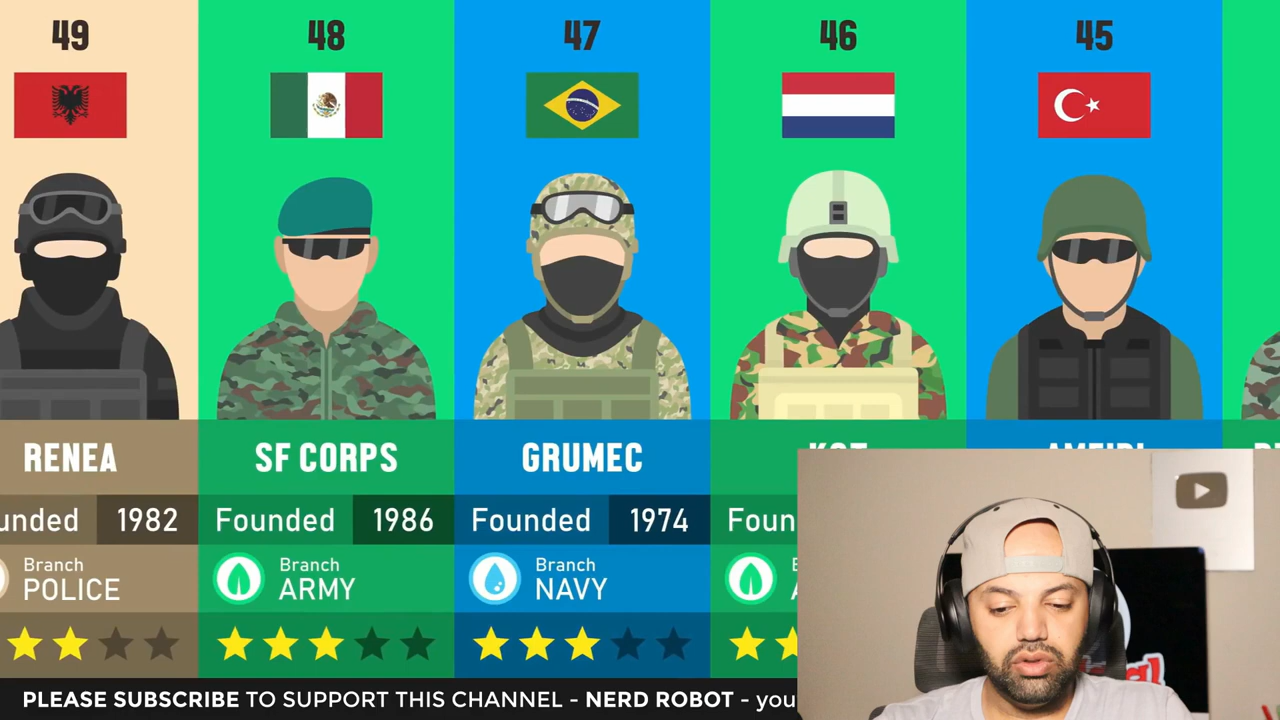 49 48 47 46 45
RENEA SF CORPS GRUMEC
unded 1982 Founded 1986 Founded 1974 Foun
Branch Branch Branch
POLICE ARMY NAVY
PLEASE SUBSCRIBE TO SUPPORT THIS CHANNEL - NERD ROBOT - you